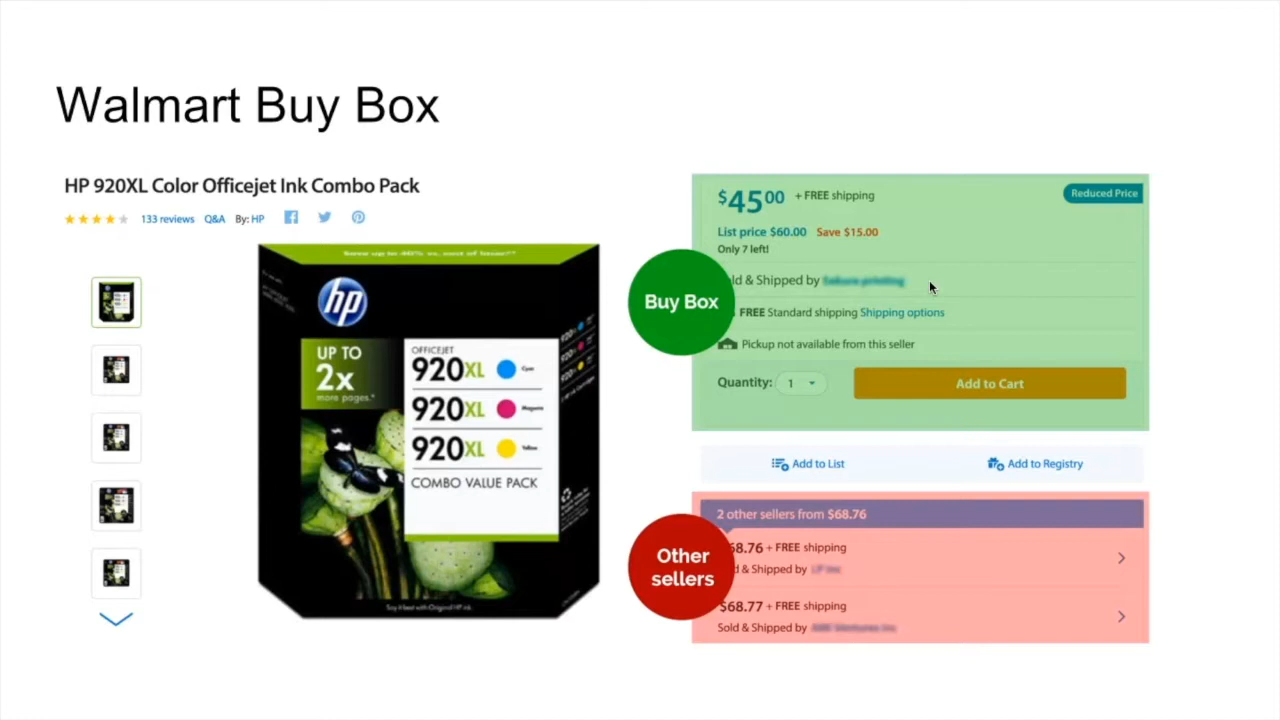 Walmart Buy Box
HP 920XL Color Officejet Ink Combo Pack
133 reviews Q&A By: HP
$45.00 + FREE shipping
Reduced Price
List price $60.00 Save $15.00
Only 7 left!
ld & Shipped by
Buy Box
FREE Standard shipping Shipping options
Pickup not available from this seller
Quantity: 1
Add to Cart
Add to List
Add to Registry
2 other sellers from $68.76
68.76 + FREE shipping
d & Shipped by
Other
sellers
$68.77 + FREE shipping
Sold & Shipped by
hp
UP TO
2x
more pages.*
OFFICEJET
920XL Cyan
920XL Magenta
920XL Yellow
COMBO VALUE PACK